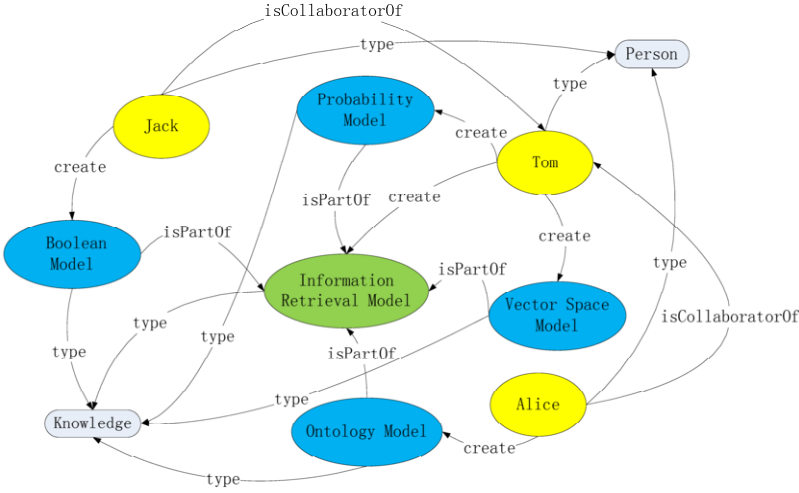 isCollaboratorOf
type
Person
Probability
Model
type
Jack
create
Tom
create
isPartOf
create
isPartOf
create
Boolean
Model
isPartOf
type
Information
Retrieval Model
Vector Space
Model
isCollaboratorOf
type
type
type
isPartOf
type
Alice
Knowledge
Ontology Model
create
type